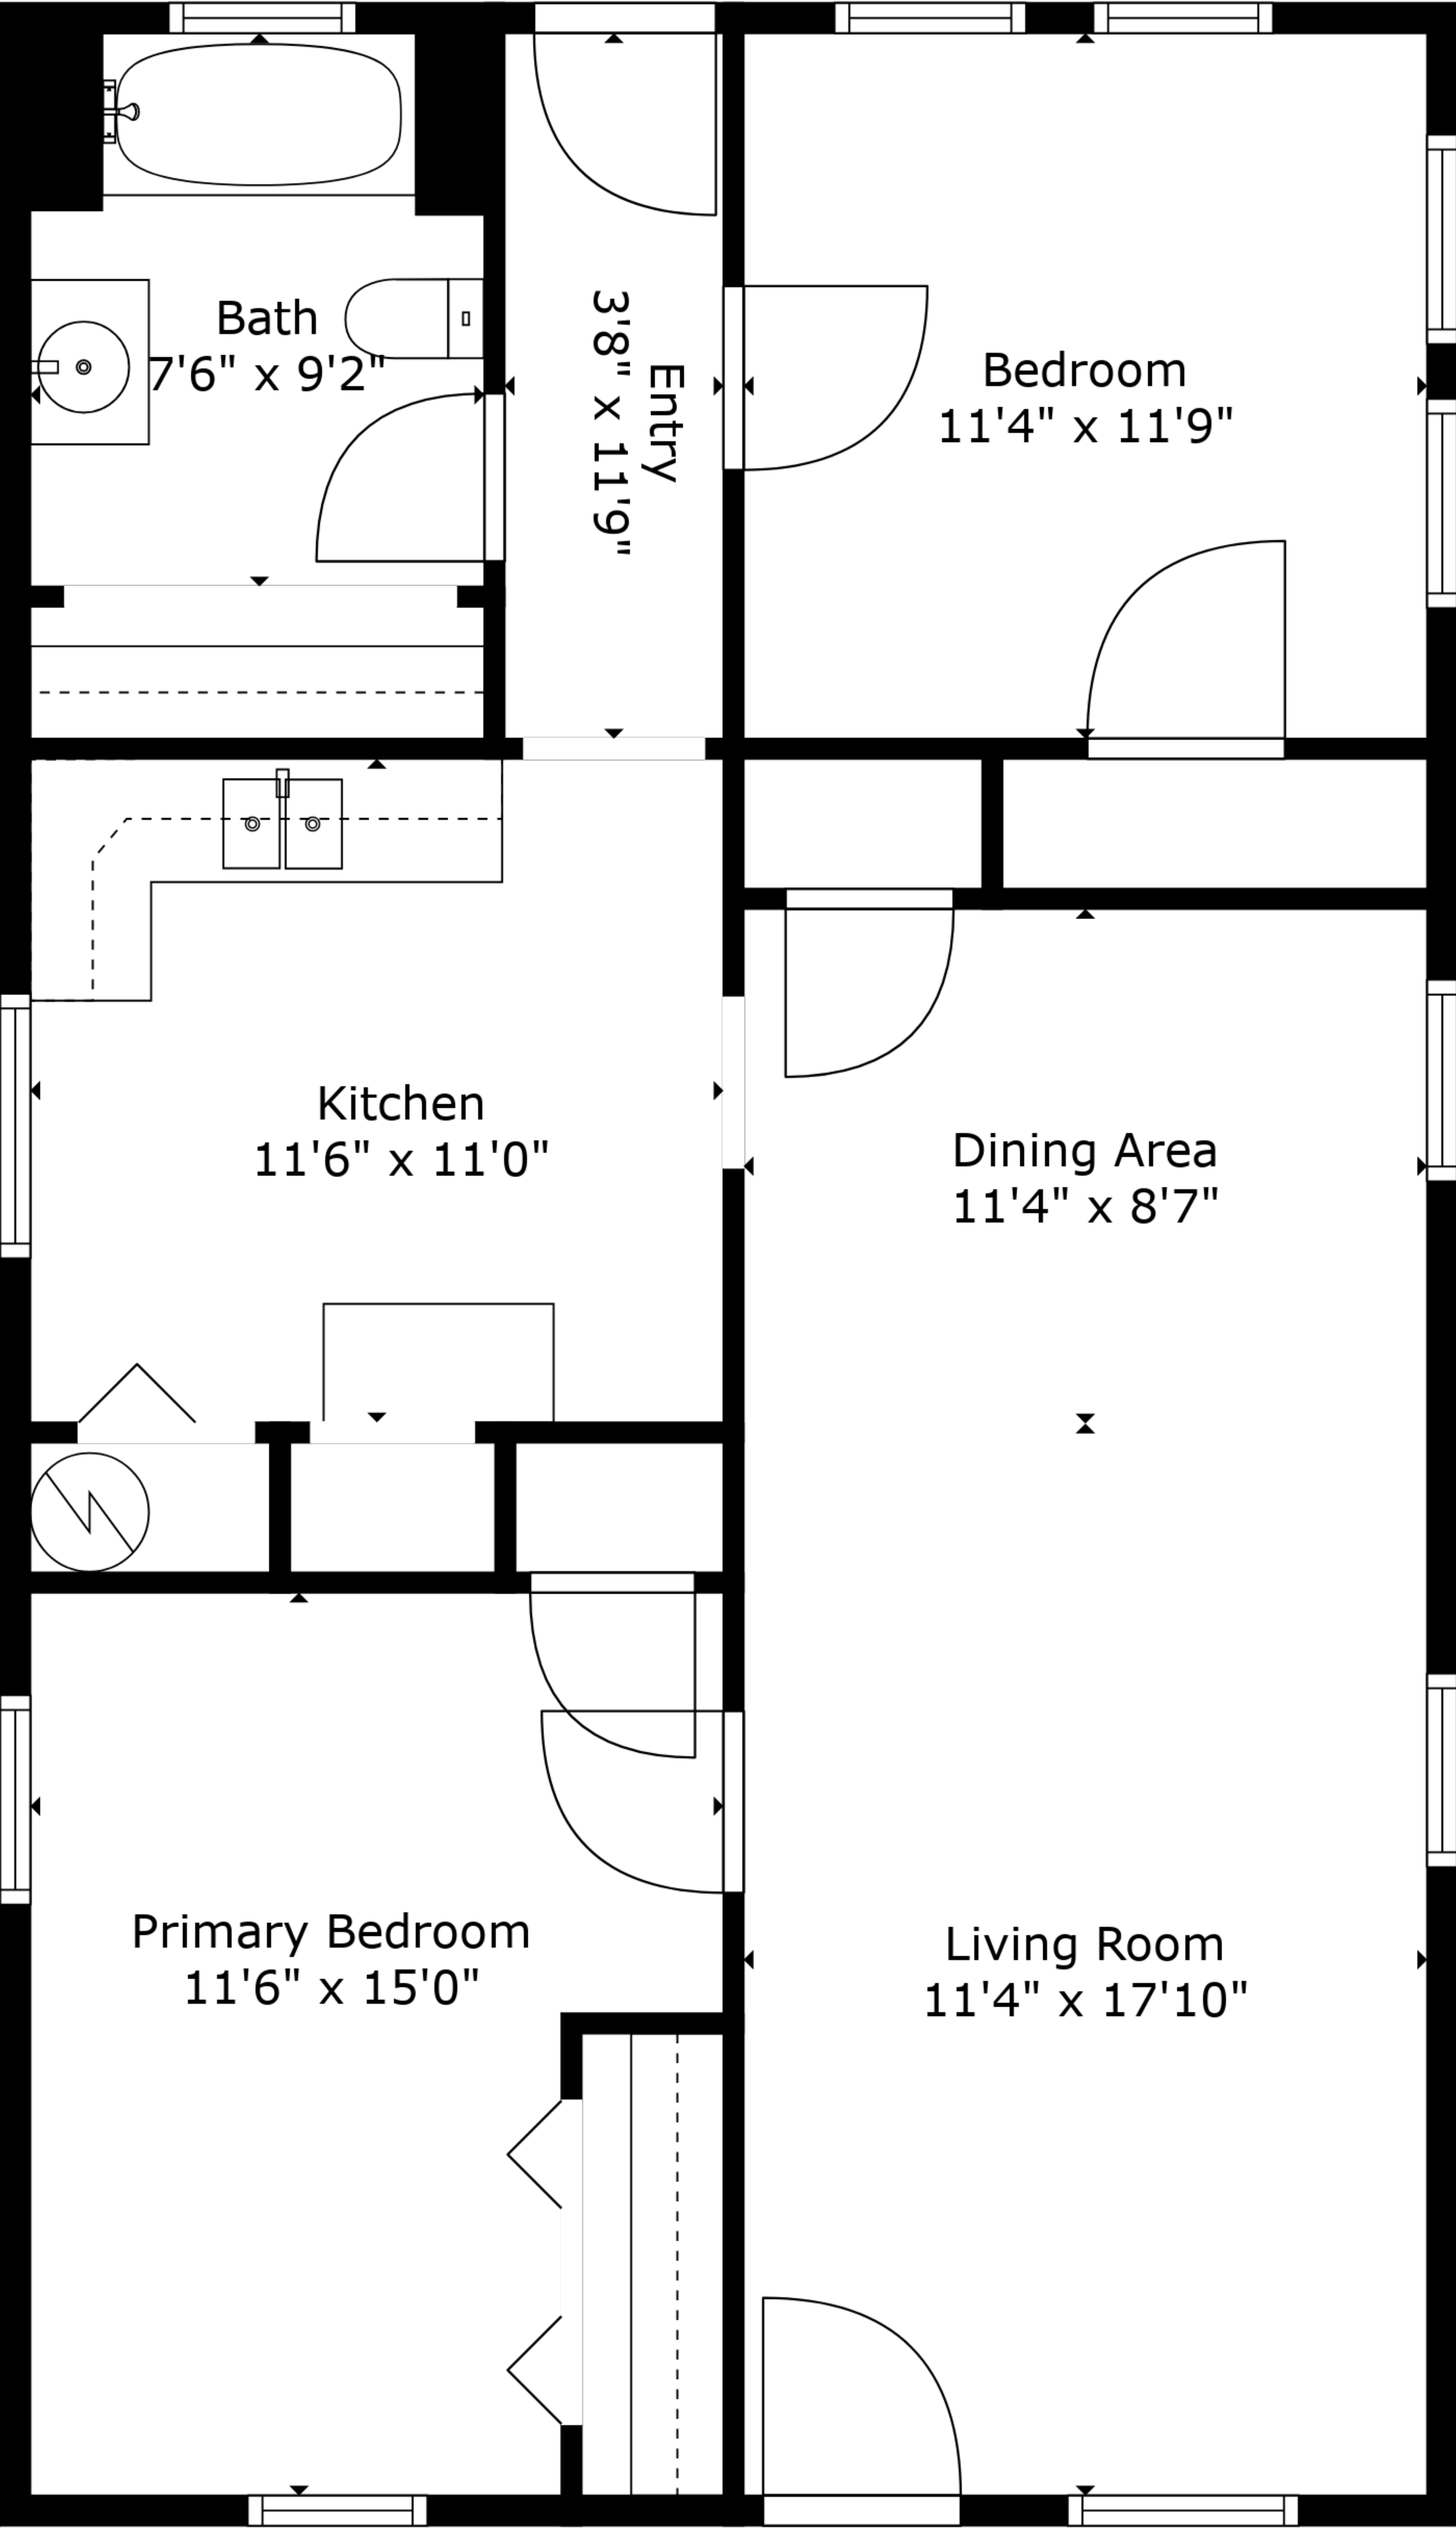 Bath
7'6" x 9'2"
Entry
3'8" x 11'9"
Bedroom
11'4" x 11'9"
Kitchen
11'6" x 11'0"
Dining Area
11'4" x 8'7"
Primary Bedroom
11'6" x 15'0"
Living Room
11'4" x 17'10"